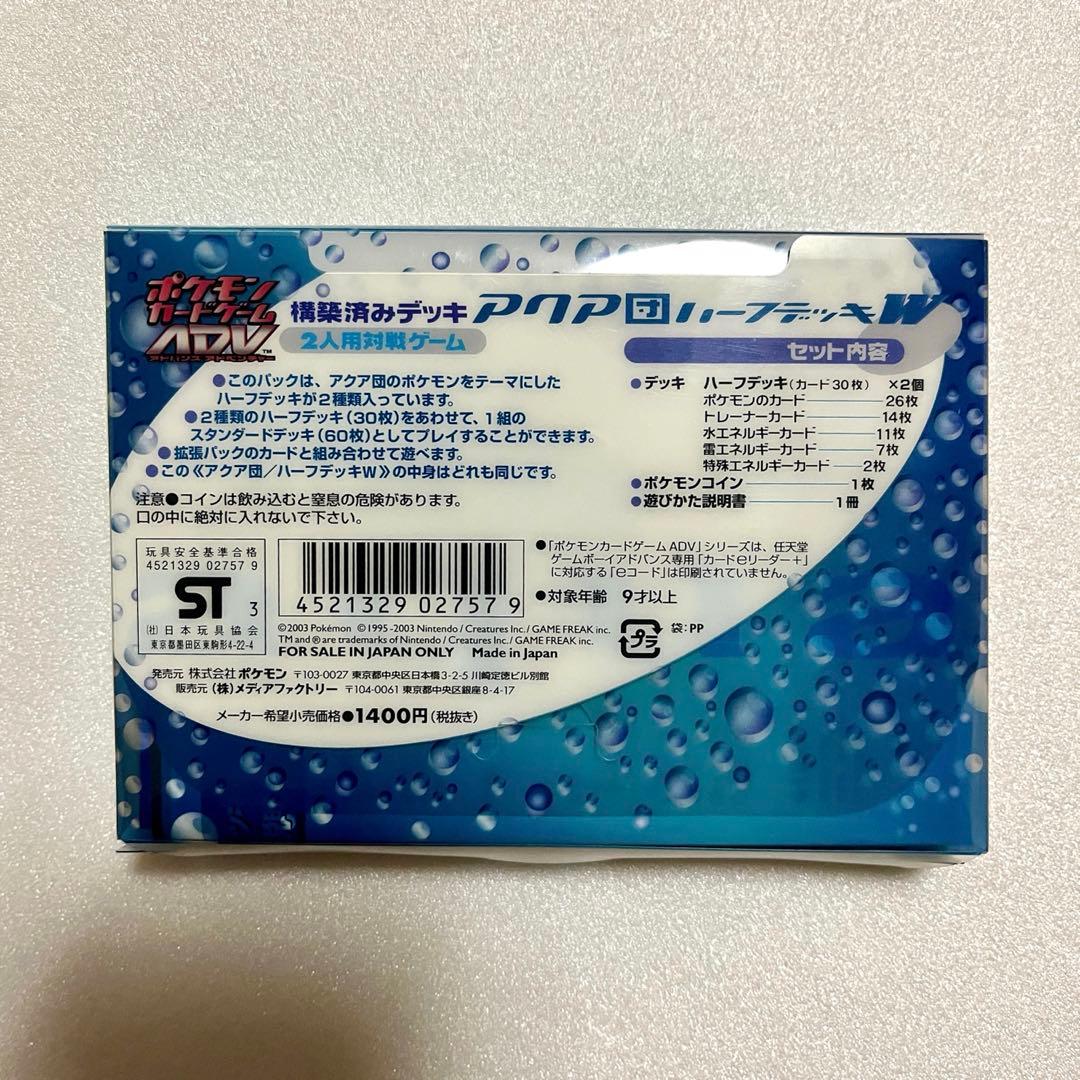 ポケモン
カードゲーム
ADV™
アドバンスアドベンチャー
構築済みデッキ アクア団ハーフデッキW
2人用対戦ゲーム
●このパックは、アクア団のポケモンをテーマにした
ハーフデッキが2種類入っています。
●2種類のハーフデッキ(30枚)をあわせて、1組の
スタンダードデッキ(60枚)としてプレイすることができます。
●拡張パックのカードと組み合わせて遊べます。
●この《アクア団/ハーフデッキW》の中身はどれも同じです。
注意●コインは飲み込むと窒息の危険があります。
口の中に絶対に入れないで下さい。
セット内容
●デッキ ハーフデッキ(カード30枚) ×2個
ポケモンのカード 26枚
トレーナーカード 14枚
水エネルギーカード 11枚
雷エネルギーカード 7枚
特殊エネルギーカード 2枚
●ポケモンコイン 1枚
●遊びかた説明書 1冊
玩具安全基準合格
4521329 02757 9
ST 3
(社)日本玩具協会
東京都墨田区東駒形4-22-4
4 521329 027579
●「ポケモンカードゲームADV」シリーズは、任天堂
ゲームボーイアドバンス専用「カードeリーダー+」
に対応する「eコード」は印刷されていません。
●対象年齢 9才以上
©2003 Pokémon ©1995-2003 Nintendo / Creatures Inc. / GAME FREAK inc.
TM and ® are trademarks of Nintendo / Creatures Inc. / GAME FREAK inc.
FOR SALE IN JAPAN ONLY Made in Japan
プラ 袋:PP
発売元 株式会社ポケモン 〒103-0027 東京都中央区日本橋3-2-5 川崎定徳ビル別館
販売元 (株)メディアファクトリー 〒104-0061 東京都中央区銀座8-4-17
メーカー希望小売価格●1400円(税抜き)